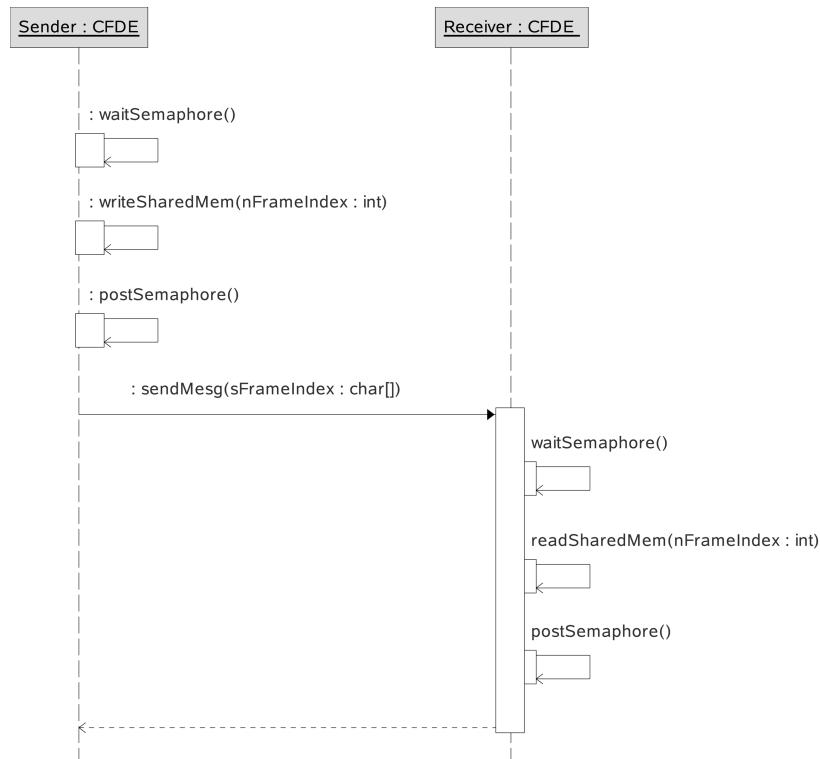 Sender : CFDE
Receiver : CFDE
: waitSemaphore()
: writeSharedMem(nFrameIndex : int)
: postSemaphore()
: sendMesg(sFrameIndex : char[])
waitSemaphore()
readSharedMem(nFrameIndex : int)
postSemaphore()